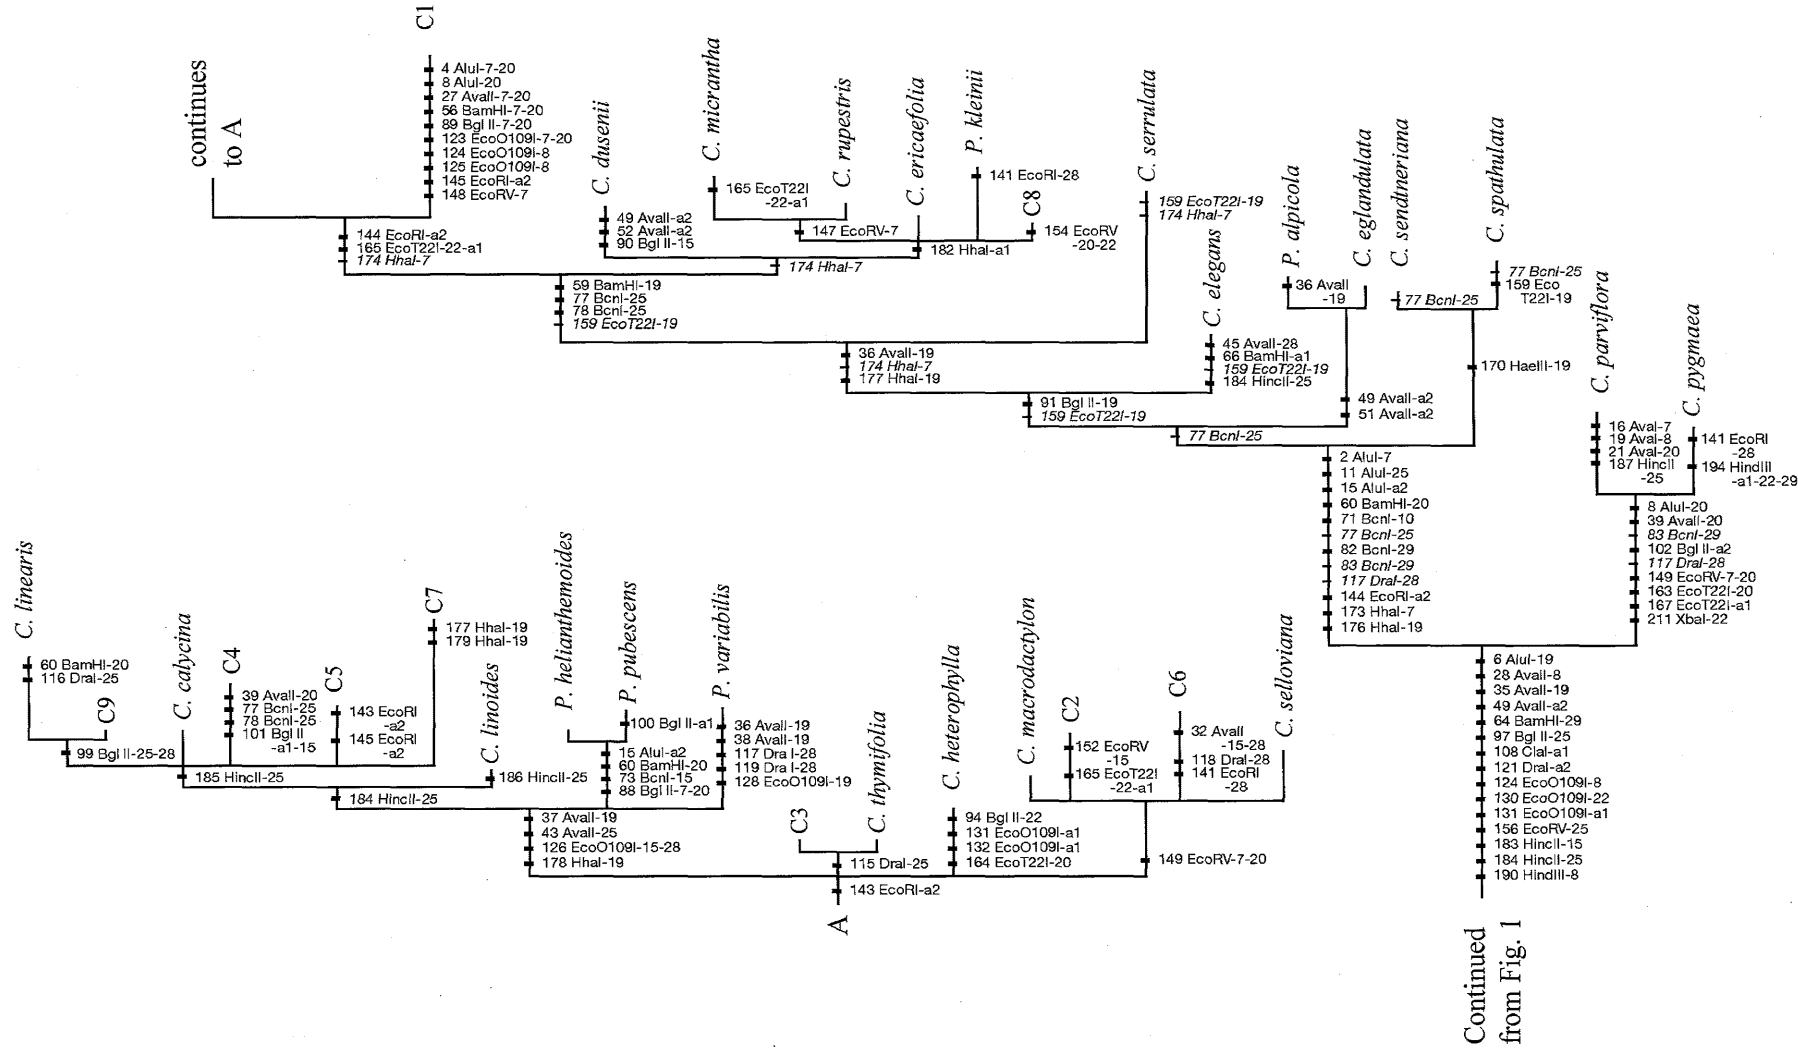 continues
to A
C1
4 AluI-7-20
8 AluI-20
27 AvaII-7-20
56 BamHI-7-20
89 Bgl II-7-20
123 EcoO109I-7-20
124 EcoO109I-8
125 EcoO109I-8
145 EcoRI-a2
148 EcoRV-7
144 EcoRI-a2
165 EcoT22I-22-a1
174 HhaI-7
C. dusenii
49 AvaII-a2
52 AvaII-a2
90 Bgl II-15
C. micrantha
165 EcoT22I
-22-a1
C. rupestris
147 EcoRV-7
C. ericaefolia
182 HhaI-a1
P. kleinii
141 EcoRI-28
C8
154 EcoRV
-20-22
174 HhaI-7
59 BamHI-19
77 BcnI-25
78 BcnI-25
159 EcoT22I-19
C. serrulata
159 EcoT22I-19
174 HhaI-7
36 AvaII-19
174 HhaI-7
177 HhaI-19
C. elegans
45 AvaII-28
66 BamHI-a1
159 EcoT22I-19
184 HincII-25
91 Bgl II-19
159 EcoT22I-19
P. alpicola
36 AvaII
-19
C. eglandulata
49 AvaII-a2
51 AvaII-a2
77 BcnI-25
C. sendtneriana
77 BcnI-25
C. spathulata
77 BcnI-25
159 Eco
T22I-19
170 HaeIII-19
2 AluI-7
11 AluI-25
15 AluI-a2
60 BamHI-20
71 BcnI-10
77 BcnI-25
82 BcnI-29
83 BcnI-29
117 DraI-28
144 EcoRI-a2
173 HhaI-7
176 HhaI-19
C. parviflora
16 AvaI-7
19 AvaI-8
21 AvaI-20
187 HincII
-25
C. pygmaea
141 EcoRI
-28
194 HindIII
-a1-22-29
8 AluI-20
39 AvaII-20
83 BcnI-29
102 Bgl II-a2
117 DraI-28
149 EcoRV-7-20
163 EcoT22I-20
167 EcoT22I-a1
211 XbaI-22
6 AluI-19
28 AvaII-8
35 AvaII-19
49 AvaII-a2
64 BamHI-29
97 Bgl II-25
108 ClaI-a1
121 DraI-a2
124 EcoO109I-8
130 EcoO109I-22
131 EcoO109I-a1
156 EcoRV-25
183 HincII-15
184 HincII-25
190 HindIII-8
Continued
from Fig. 1
C. linearis
60 BamHI-20
116 DraI-25
C9
99 Bgl II-25-28
C. calycina
C4
39 AvaII-20
77 BcnI-25
78 BcnI-25
101 Bgl II
-a1-15
C5
143 EcoRI
-a2
145 EcoRI
-a2
C7
177 HhaI-19
179 HhaI-19
185 HincII-25
C. linoides
186 HincII-25
184 HincII-25
P. helianthemoides
P. pubescens
100 Bgl II-a1
15 AluI-a2
60 BamHI-20
73 BcnI-15
88 Bgl II-7-20
P. variabilis
36 AvaII-19
38 AvaII-19
117 Dra I-28
119 Dra I-28
128 EcoO109I-19
37 AvaII-19
43 AvaII-25
126 EcoO109I-15-28
178 HhaI-19
C3
C. thymifolia
115 DraI-25
143 EcoRI-a2
A
C. heterophylla
94 Bgl II-22
131 EcoO109I-a1
132 EcoO109I-a1
164 EcoT22I-20
C. macrodactylon
C2
152 EcoRV
-15
165 EcoT22I
-22-a1
C6
32 AvaII
-15-28
118 DraI-28
141 EcoRI
-28
C. selloviana
149 EcoRV-7-20